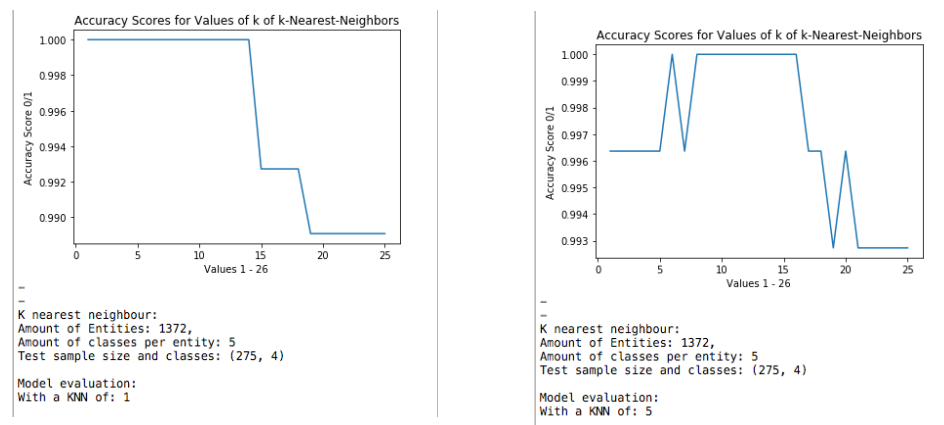 Accuracy Scores for Values of k of k-Nearest-Neighbors
1.000
0.998
0.996
0.994
0.992
0.990
Accuracy Score 0/1
0 5 10 15 20 25
Values 1 - 26
–
–
K nearest neighbour:
Amount of Entities: 1372,
Amount of classes per entity: 5
Test sample size and classes: (275, 4)
Model evaluation:
With a KNN of: 1
Accuracy Scores for Values of k of k-Nearest-Neighbors
1.000
0.999
0.998
0.997
0.996
0.995
0.994
0.993
Accuracy Score 0/1
0 5 10 15 20 25
Values 1 - 26
–
–
K nearest neighbour:
Amount of Entities: 1372,
Amount of classes per entity: 5
Test sample size and classes: (275, 4)
Model evaluation:
With a KNN of: 5